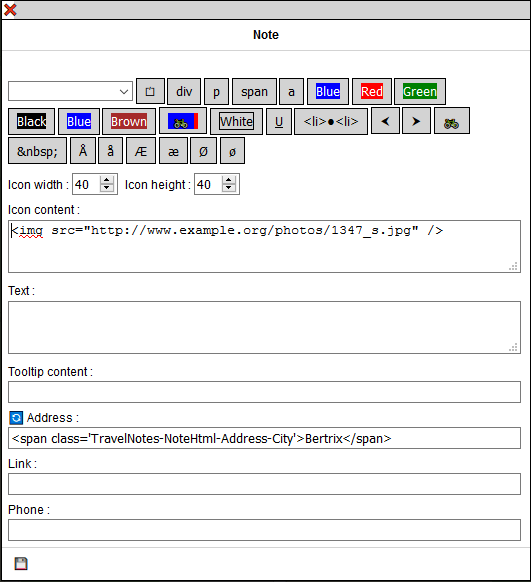 Note
div p span a Blue Red Green
Black Blue Brown White U <li>●<li> ⮜ ⮞
&nbsp; Å å Æ æ Ø ø
Icon width : 40 Icon height : 40
Icon content :
<img src="http://www.example.org/photos/1347_s.jpg" />
Text :
Tooltip content :
Address :
<span class='TravelNotes-NoteHtml-Address-City'>Bertrix</span>
Link :
Phone :